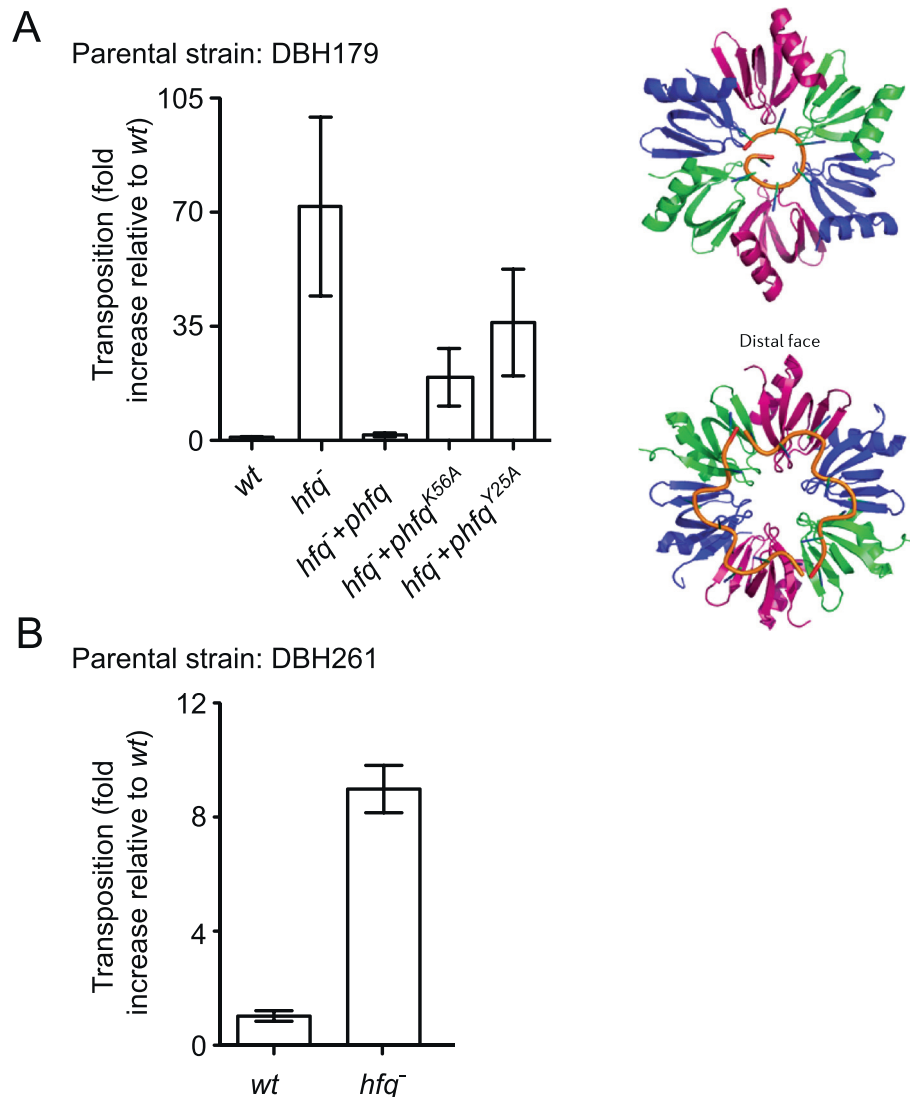 A
Parental strain: DBH179
Transposition (fold
increase relative to wt)
105
70
35
0
wt
hfq⁻
hfq⁻+phfq
hfq⁻+phfqK56A
hfq⁻+phfqY25A
Distal face
B
Parental strain: DBH261
Transposition (fold
increase relative to wt)
12
8
4
0
wt
hfq⁻